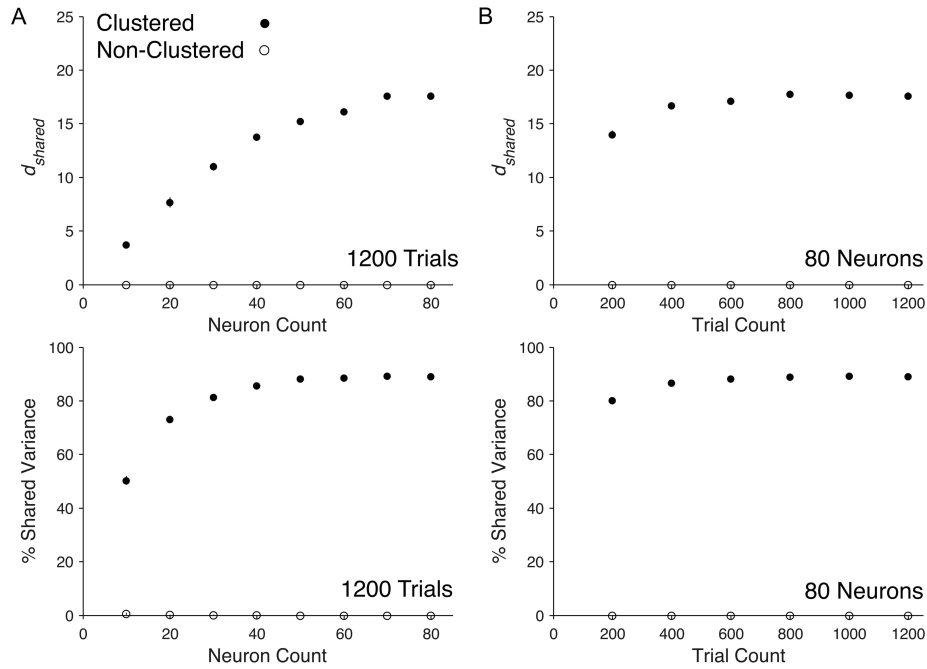 A
Clustered
Non-Clustered
25
20
15
10
5
0
d_shared
1200 Trials
0 20 40 60 80
Neuron Count
B
25
20
15
10
5
0
d_shared
80 Neurons
0 200 400 600 800 1000 1200
Trial Count
100
80
60
40
20
0
% Shared Variance
1200 Trials
0 20 40 60 80
Neuron Count
100
80
60
40
20
0
% Shared Variance
80 Neurons
0 200 400 600 800 1000 1200
Trial Count